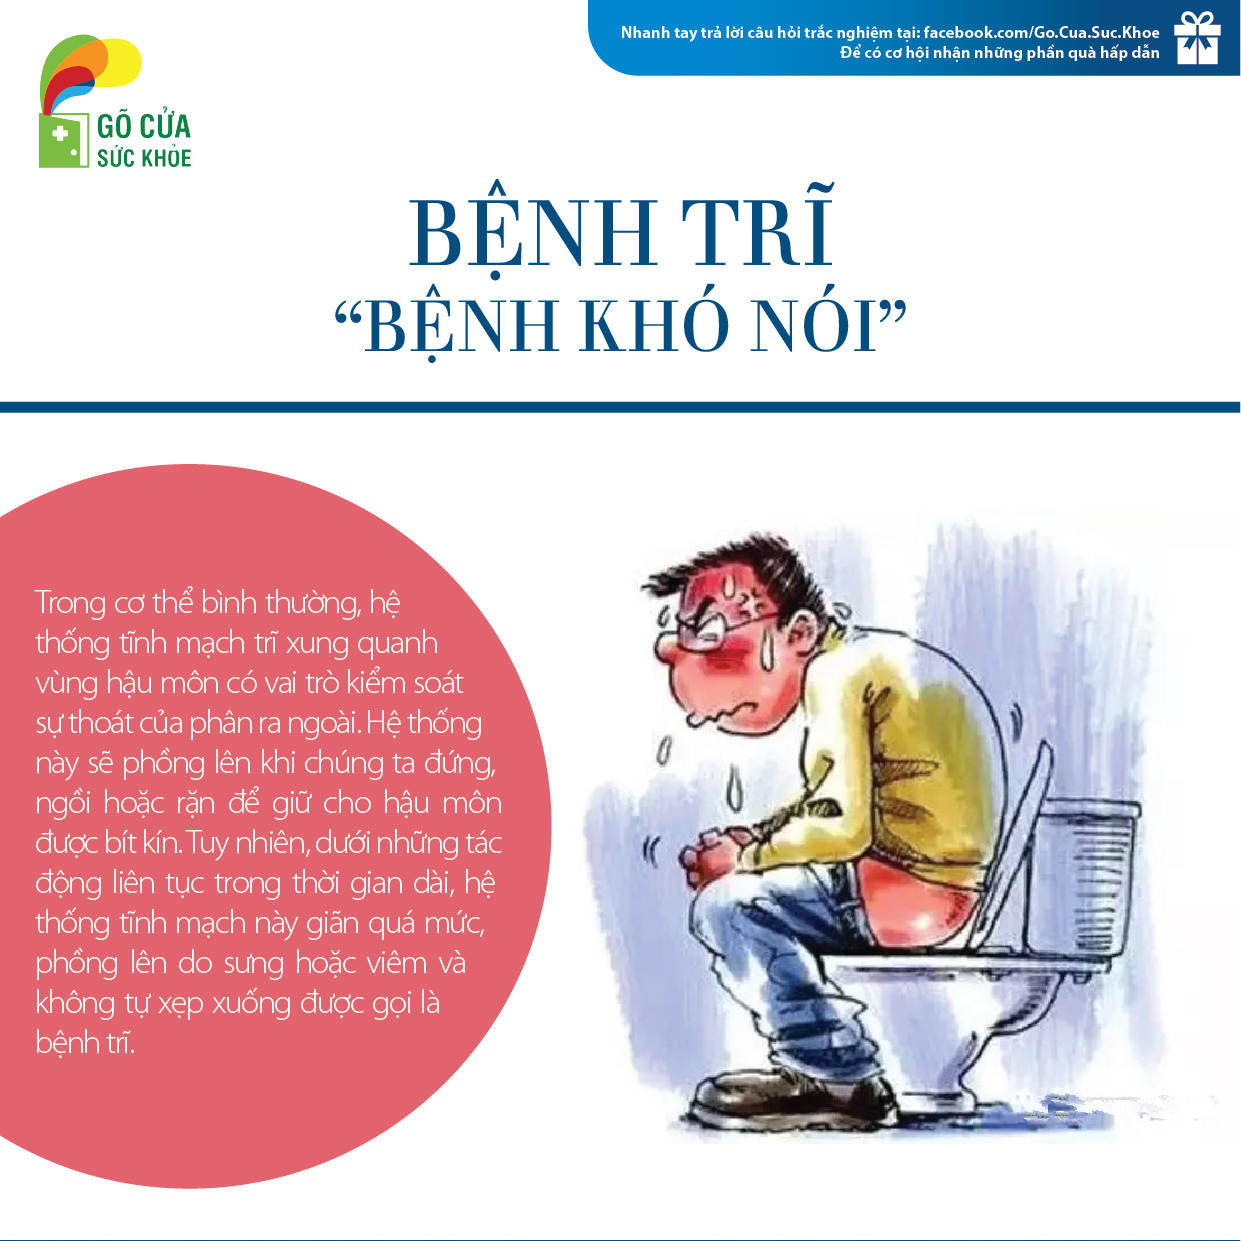 Nhanh tay trả lời câu hỏi trắc nghiệm tại: facebook.com/Go.Cua.Suc.Khoe
Để có cơ hội nhận những phần quà hấp dẫn
GÕ CỬA
SỨC KHỎE
BỆNH TRĨ
“BỆNH KHÓ NÓI”
Trong cơ thể bình thường, hệ
thống tĩnh mạch trĩ xung quanh
vùng hậu môn có vai trò kiểm soát
sự thoát của phân ra ngoài. Hệ thống
này sẽ phồng lên khi chúng ta đứng,
ngồi hoặc rặn để giữ cho hậu môn
được bít kín. Tuy nhiên, dưới những tác
động liên tục trong thời gian dài, hệ
thống tĩnh mạch này giãn quá mức,
phồng lên do sưng hoặc viêm và
không tự xẹp xuống được gọi là
bệnh trĩ.